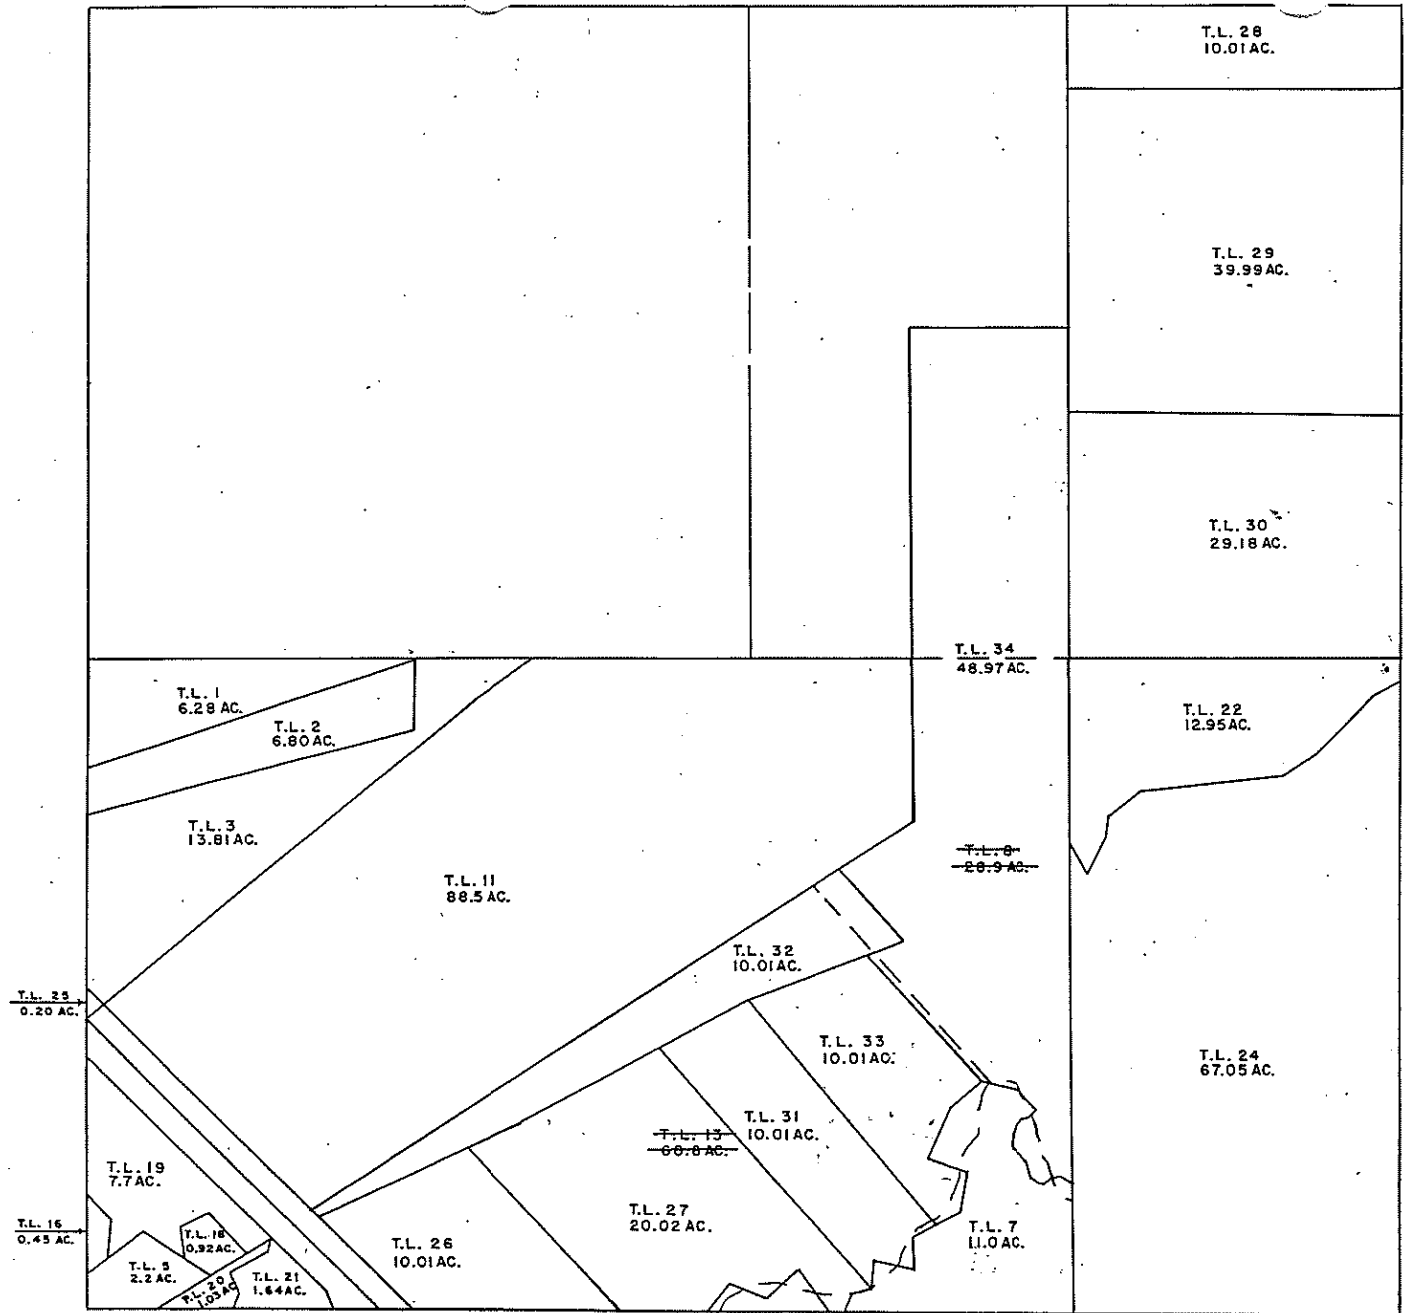 T.L. 28
10.01 AC.
T.L. 29
39.99 AC.
T.L. 30
29.18 AC.
T.L. 34
48.97 AC.
T.L. 1
6.28 AC.
T.L. 2
6.80 AC.
T.L. 22
12.95 AC.
T.L. 3
13.81 AC.
T.L. 8
28.9 AC.
T.L. 11
88.5 AC.
T.L. 32
10.01 AC.
T.L. 25
0.20 AC.
T.L. 33
10.01 AC.
T.L. 24
67.05 AC.
T.L. 31
10.01 AC.
T.L. 13
60.8 AC.
T.L. 19
7.7 AC.
T.L. 27
20.02 AC.
T.L. 7
11.0 AC.
T.L. 16
0.45 AC.
T.L. 18
0.92 AC.
T.L. 26
10.01 AC.
T.L. 5
2.2 AC.
P.L. 20
1.03 AC
T.L. 21
1.64 AC.